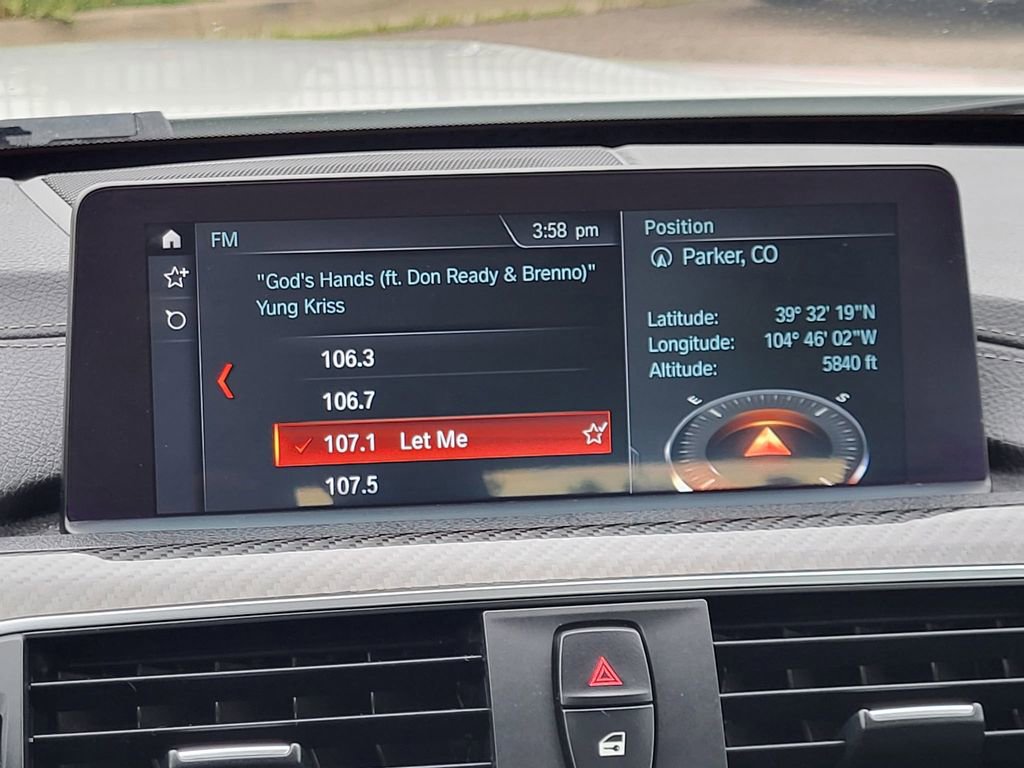 FM
3:58 pm
"God's Hands (ft. Don Ready & Brenno)"
Yung Kriss
106.3
106.7
107.1 Let Me
107.5
Position
Parker, CO
Latitude: 39° 32' 19"N
Longitude: 104° 46' 02"W
Altitude: 5840 ft
E
S